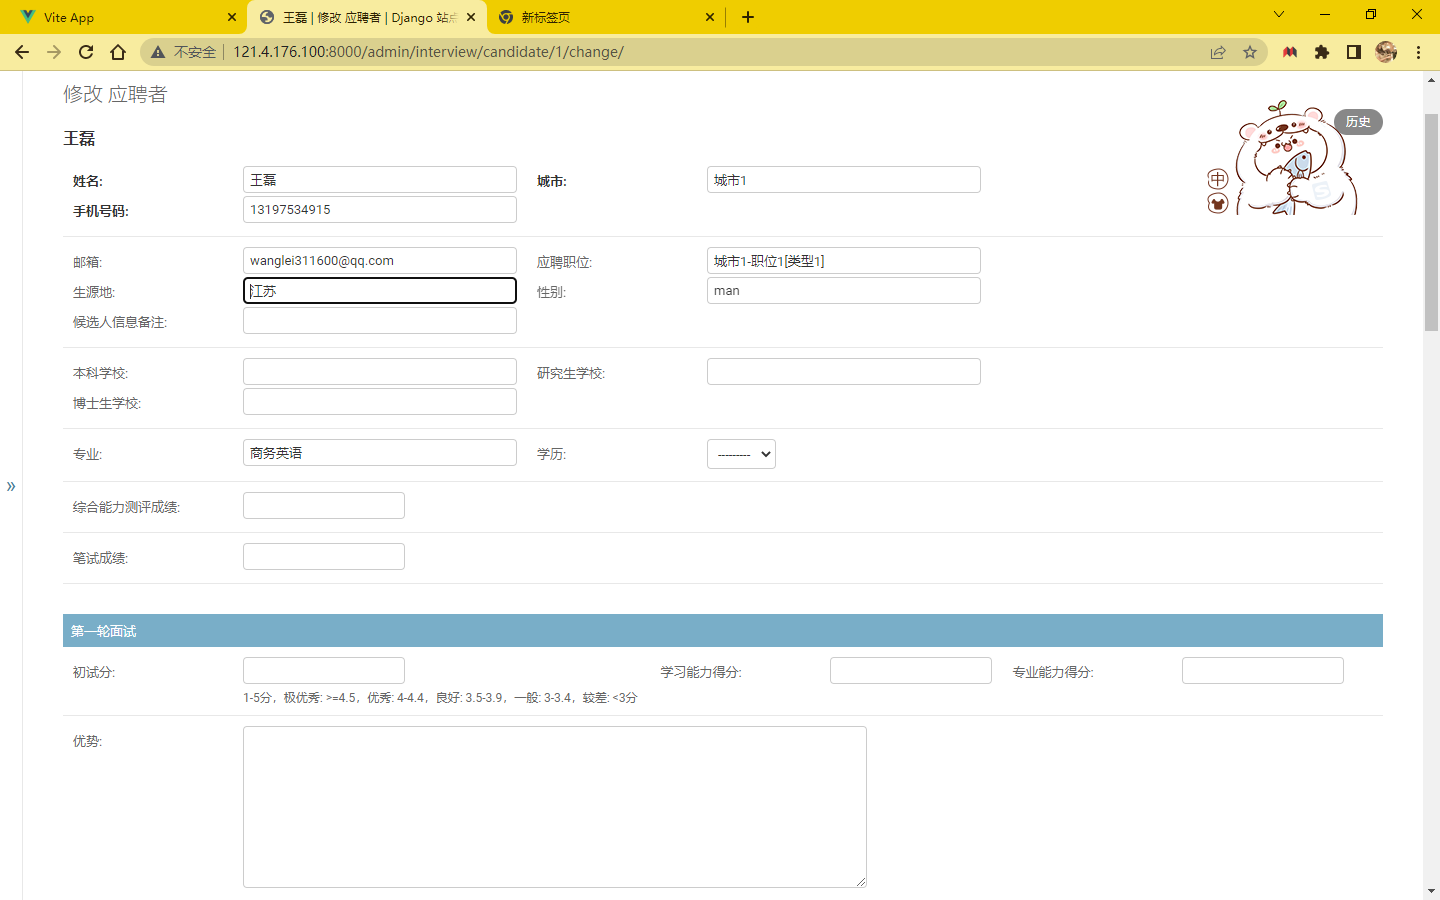 Vite App
王磊 | 修改 应聘者 | Django 站点
新标签页
不安全
121.4.176.100:8000/admin/interview/candidate/1/change/
修改 应聘者
历史
王磊
中
姓名: 王磊 城市: 城市1
手机号码: 13197534915
邮箱: wanglei311600@qq.com 应聘职位: 城市1-职位1[类型1]
生源地: 江苏 性别: man
候选人信息备注:
本科学校: 研究生学校:
博士生学校:
专业: 商务英语 学历: ---------
综合能力测评成绩:
笔试成绩:
第一轮面试
初试分: 学习能力得分: 专业能力得分:
1-5分，极优秀: >=4.5，优秀: 4-4.4，良好: 3.5-3.9，一般: 3-3.4，较差: <3分
优势: